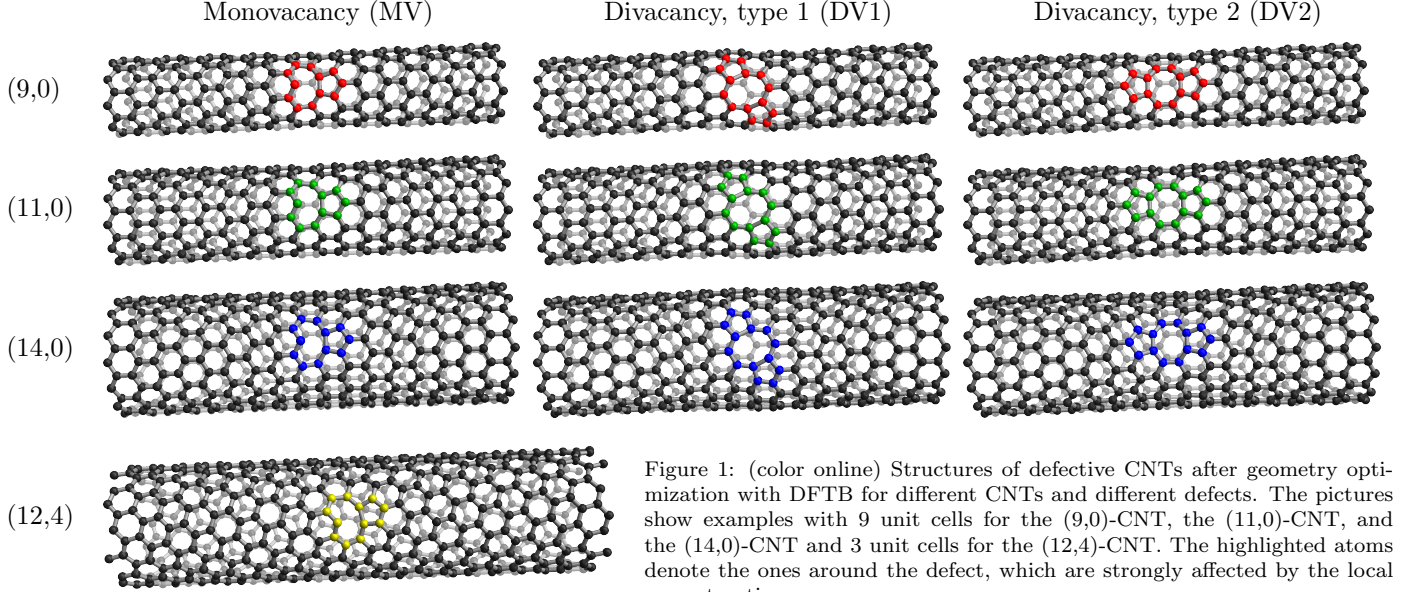 Monovacancy (MV) Divacancy, type 1 (DV1) Divacancy, type 2 (DV2)
(9,0)
(11,0)
(14,0)
(12,4)
Figure 1: (color online) Structures of defective CNTs after geometry opti-
mization with DFTB for different CNTs and different defects. The pictures
show examples with 9 unit cells for the (9,0)-CNT, the (11,0)-CNT, and
the (14,0)-CNT and 3 unit cells for the (12,4)-CNT. The highlighted atoms
denote the ones around the defect, which are strongly affected by the local